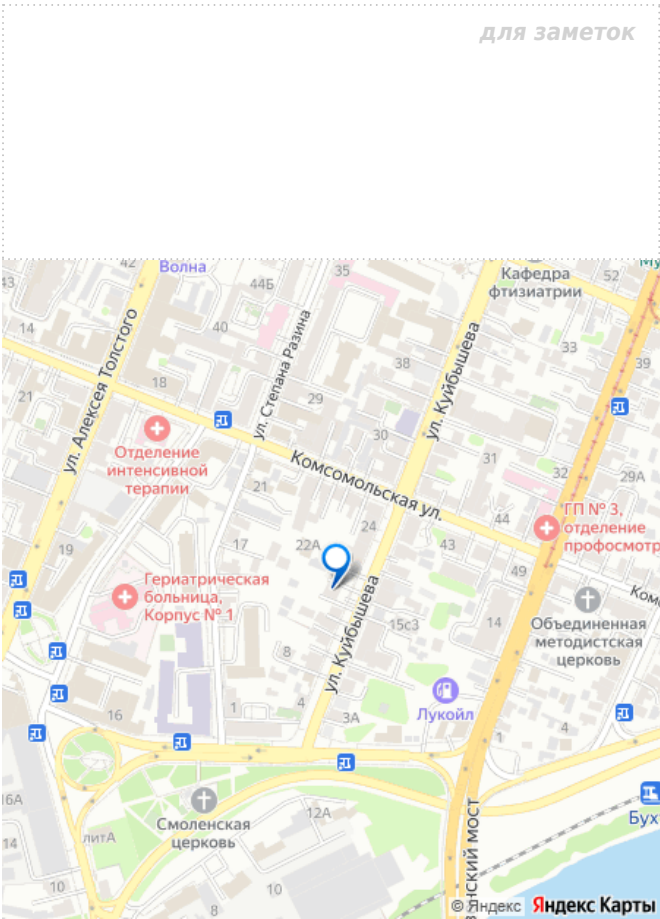 для заметок
42
Волна
43
44Б
35
Кафедра
фтизиатрии
52
14
40
33
39
ул. Алексея Толстого
ул. Степана Разина
ул. Куйбышева
38
18
21
29
30
Отделение
интенсивной
терапии
31
32
29А
Комсомольская ул.
21
24
44
ГП № 3,
отделение
профосмотр
17
22А
43
19
49
Гериатрическая
больница,
Корпус № 1
ул. Куйбышева
15с3
14
Объединенная
методистская
церковь
8
1
4
3А
Лукойл
16
1
4
16А
Смоленская
церковь
12А
14
литА
10
8
10
© Яндекс
Яндекс Карты